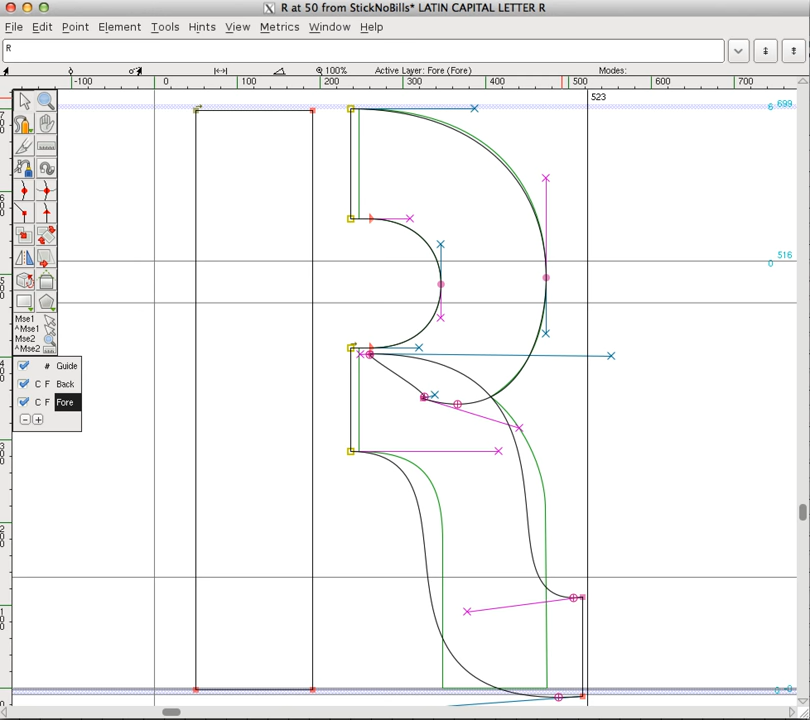 R at 50 from StickNoBills* LATIN CAPITAL LETTER R
File Edit Point Element Tools Hints View Metrics Window Help
R
100% Active Layer: Fore (Fore) Modes:
-100 0 100 200 300 400 500 600 700
523
6 699
0 516
Mse1
^Mse1
Mse2
^Mse2
# Guide
C F Back
C F Fore